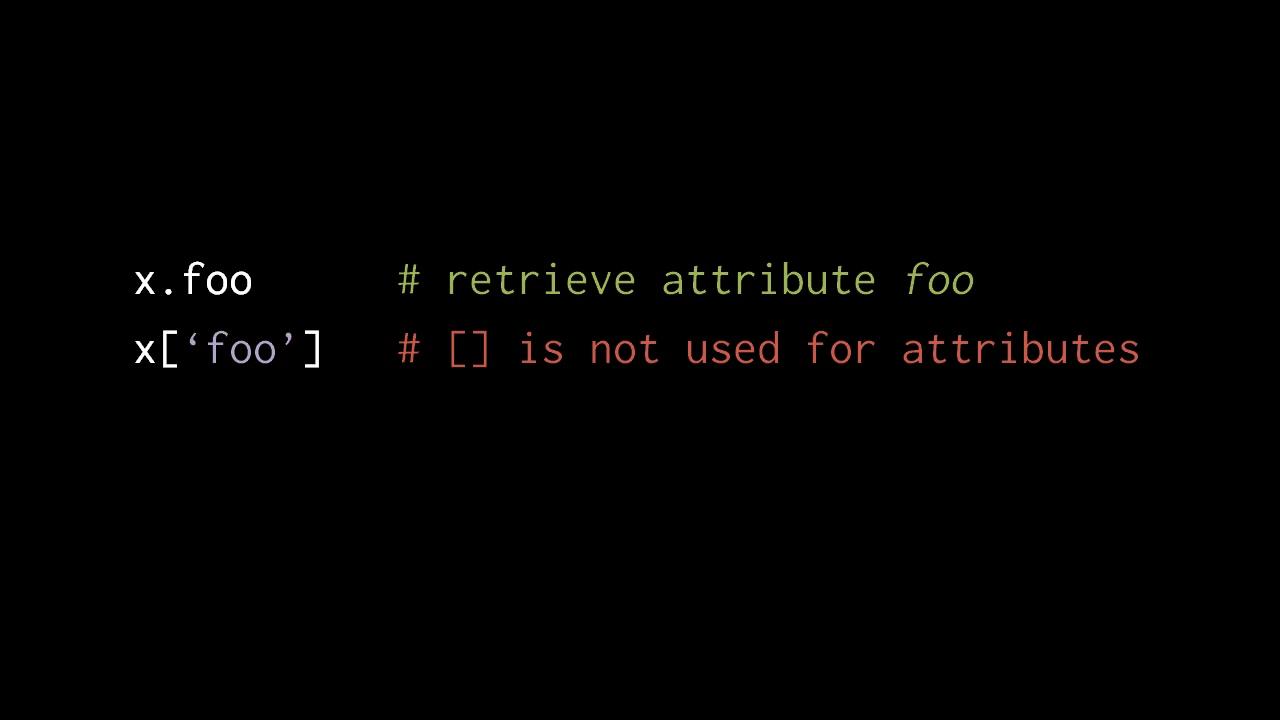 x.foo # retrieve attribute foo
x[‘foo’] # [] is not used for attributes